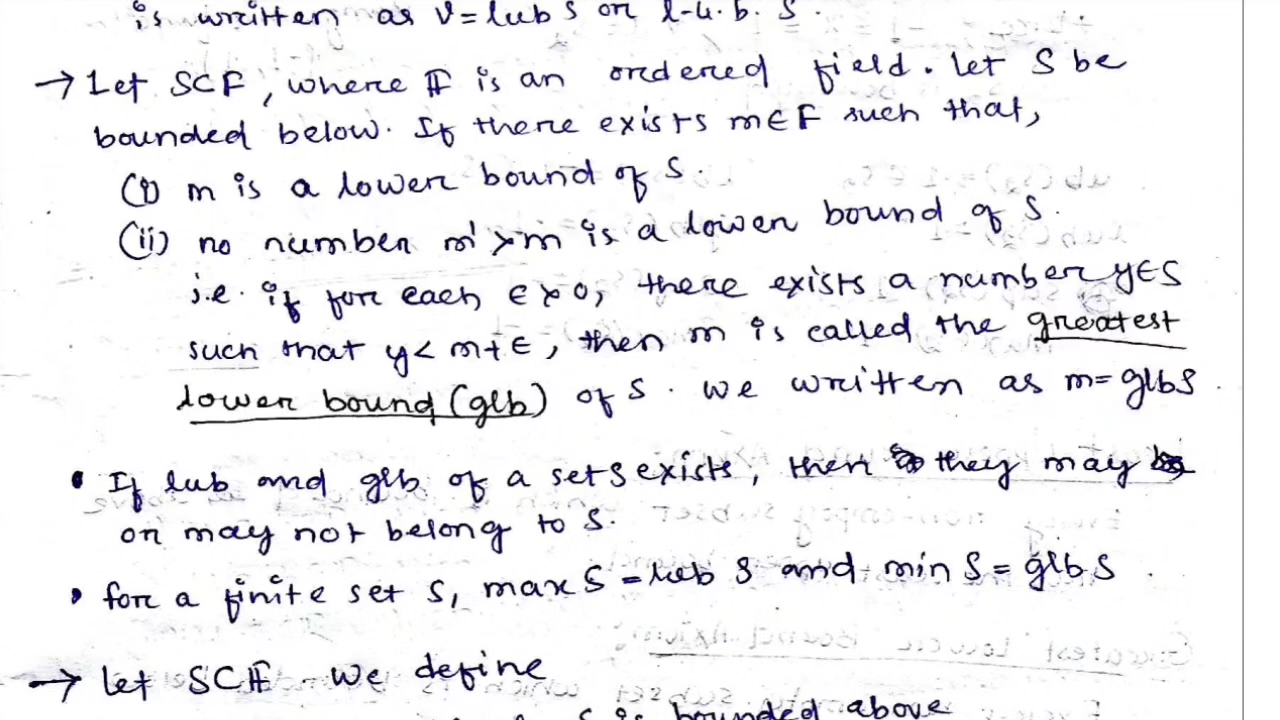 is written as v = lub S or l.u.b. S.
→ Let S⊂F, where F is an ordered field. Let S be
bounded below. If there exists m∈F such that,
(i) m is a lower bound of S.
(ii) no number m' > m is a lower bound of S.
i.e. if for each ∈ > 0, there exists a number y∈S
such that y < m+∈, then m is called the greatest
lower bound (glb) of S. we written as m = glb S
• If lub and glb of a set S exists, then they may
or may not belong to S.
• for a finite set S, max S = lub S and min S = glb S.
→ Let S⊂F. We define
S is bounded above